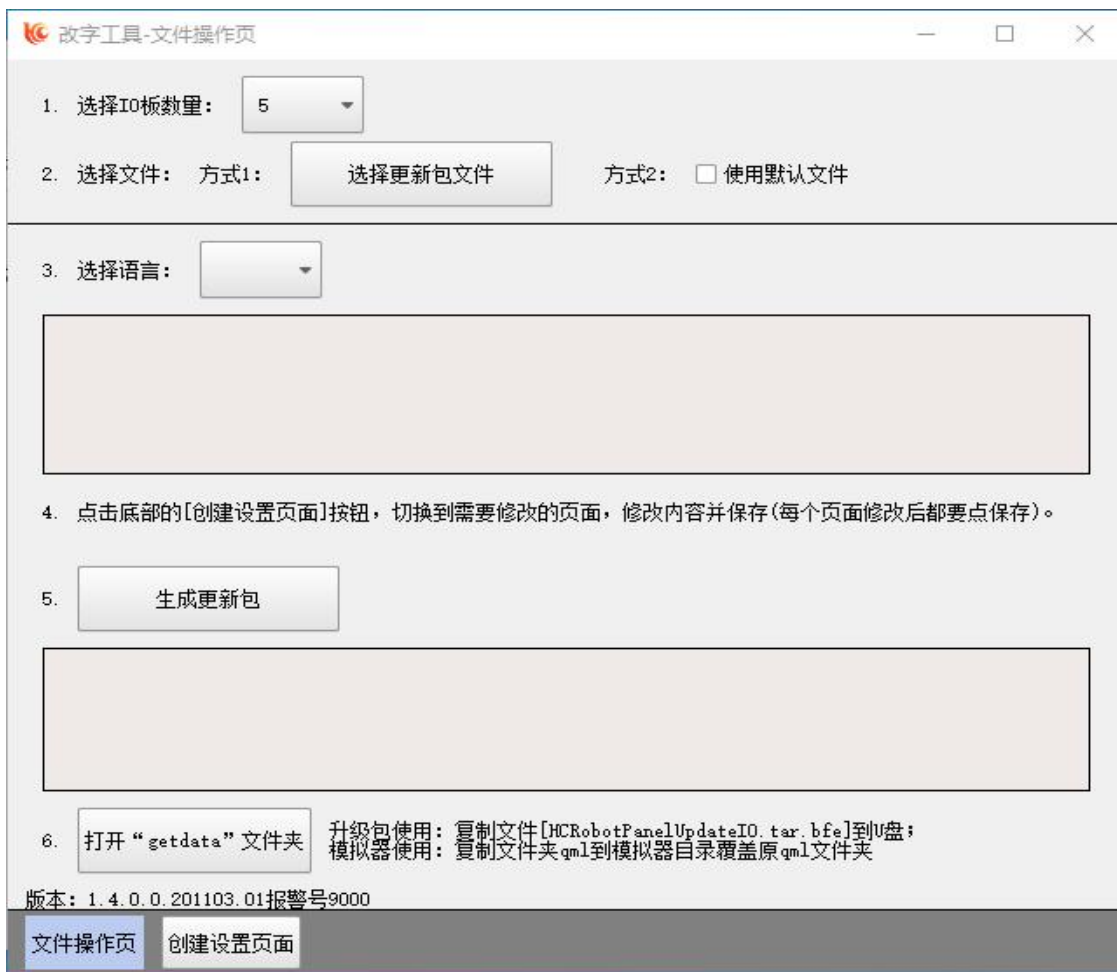 改字工具-文件操作页
1. 选择IO板数量： 5
2. 选择文件： 方式1： 选择更新包文件 方式2： 使用默认文件
3. 选择语言：
4. 点击底部的[创建设置页面]按钮，切换到需要修改的页面，修改内容并保存(每个页面修改后都要点保存)。
5. 生成更新包
6. 打开“getdata”文件夹 升级包使用：复制文件[HCRobotPanelUpdateIO.tar.bfe]到U盘；
模拟器使用：复制文件夹qml到模拟器目录覆盖原qml文件夹
版本：1.4.0.0.201103.01报警号9000
文件操作页 创建设置页面